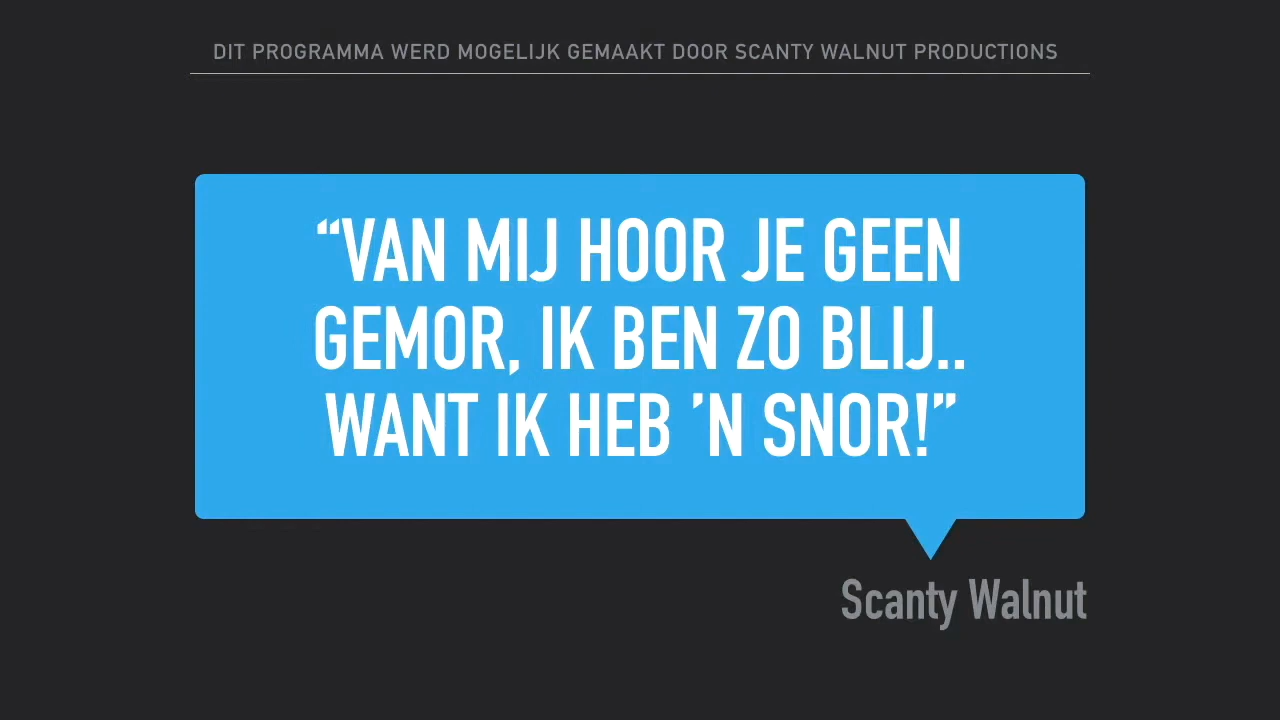 DIT PROGRAMMA WERD MOGELIJK GEMAAKT DOOR SCANTY WALNUT PRODUCTIONS
“VAN MIJ HOOR JE GEEN
GEMOR, IK BEN ZO BLIJ..
WANT IK HEB ’N SNOR!”
Scanty Walnut